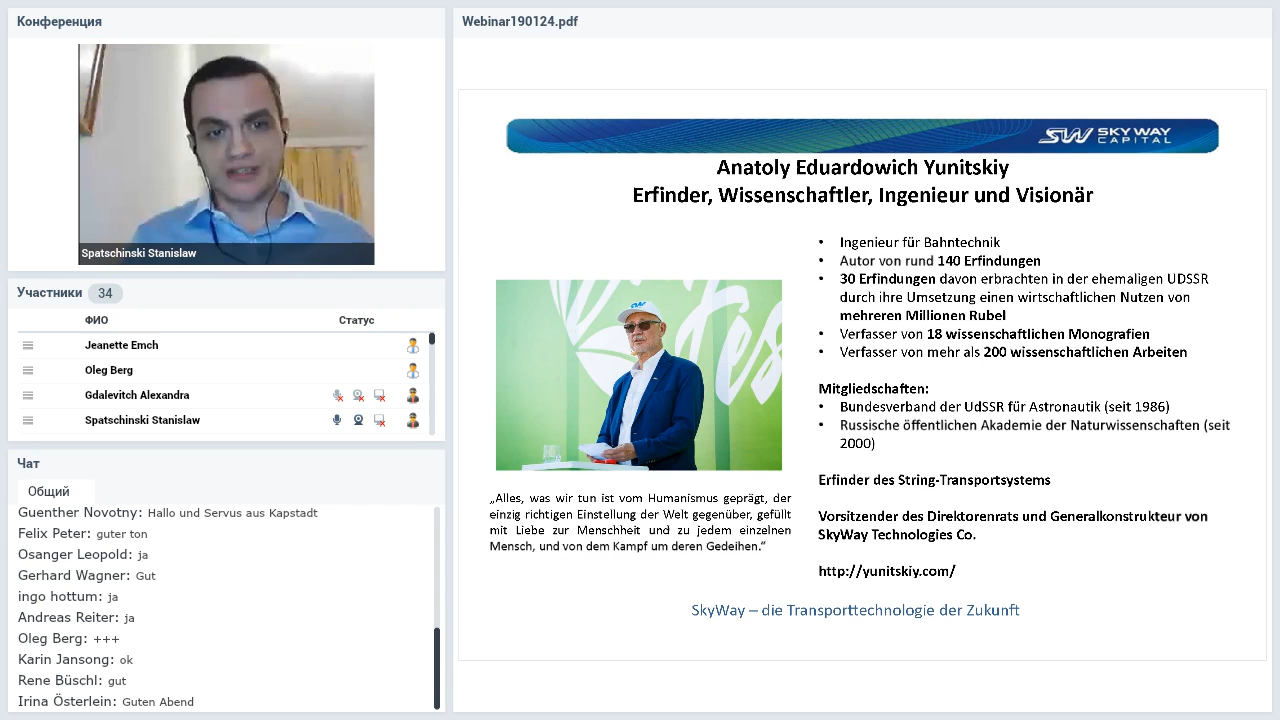 Конференция
Spatschinski Stanislaw
Участники 34
ФИО Статус
Jeanette Emch
Oleg Berg
Gdalevitch Alexandra
Spatschinski Stanislaw
Чат
Общий
Guenther Novotny: Hallo und Servus aus Kapstadt
Felix Peter: guter ton
Osanger Leopold: ja
Gerhard Wagner: Gut
ingo hottum: ja
Andreas Reiter: ja
Oleg Berg: +++
Karin Jansong: ok
Rene Büschl: gut
Irina Österlein: Guten Abend
Webinar190124.pdf
SW SKY WAY
CAPITAL
Anatoly Eduardowich Yunitskiy
Erfinder, Wissenschaftler, Ingenieur und Visionär
SW
„Alles, was wir tun ist vom Humanismus geprägt, der
einzig richtigen Einstellung der Welt gegenüber, gefüllt
mit Liebe zur Menschheit und zu jedem einzelnen
Mensch, und von dem Kampf um deren Gedeihen.“
• Ingenieur für Bahntechnik
• Autor von rund 140 Erfindungen
• 30 Erfindungen davon erbrachten in der ehemaligen UDSSR
durch ihre Umsetzung einen wirtschaftlichen Nutzen von
mehreren Millionen Rubel
• Verfasser von 18 wissenschaftlichen Monografien
• Verfasser von mehr als 200 wissenschaftlichen Arbeiten
Mitgliedschaften:
• Bundesverband der UdSSR für Astronautik (seit 1986)
• Russische öffentlichen Akademie der Naturwissenschaften (seit
2000)
Erfinder des String-Transportsystems
Vorsitzender des Direktorenrats und Generalkonstrukteur von
SkyWay Technologies Co.
http://yunitskiy.com/
SkyWay – die Transporttechnologie der Zukunft